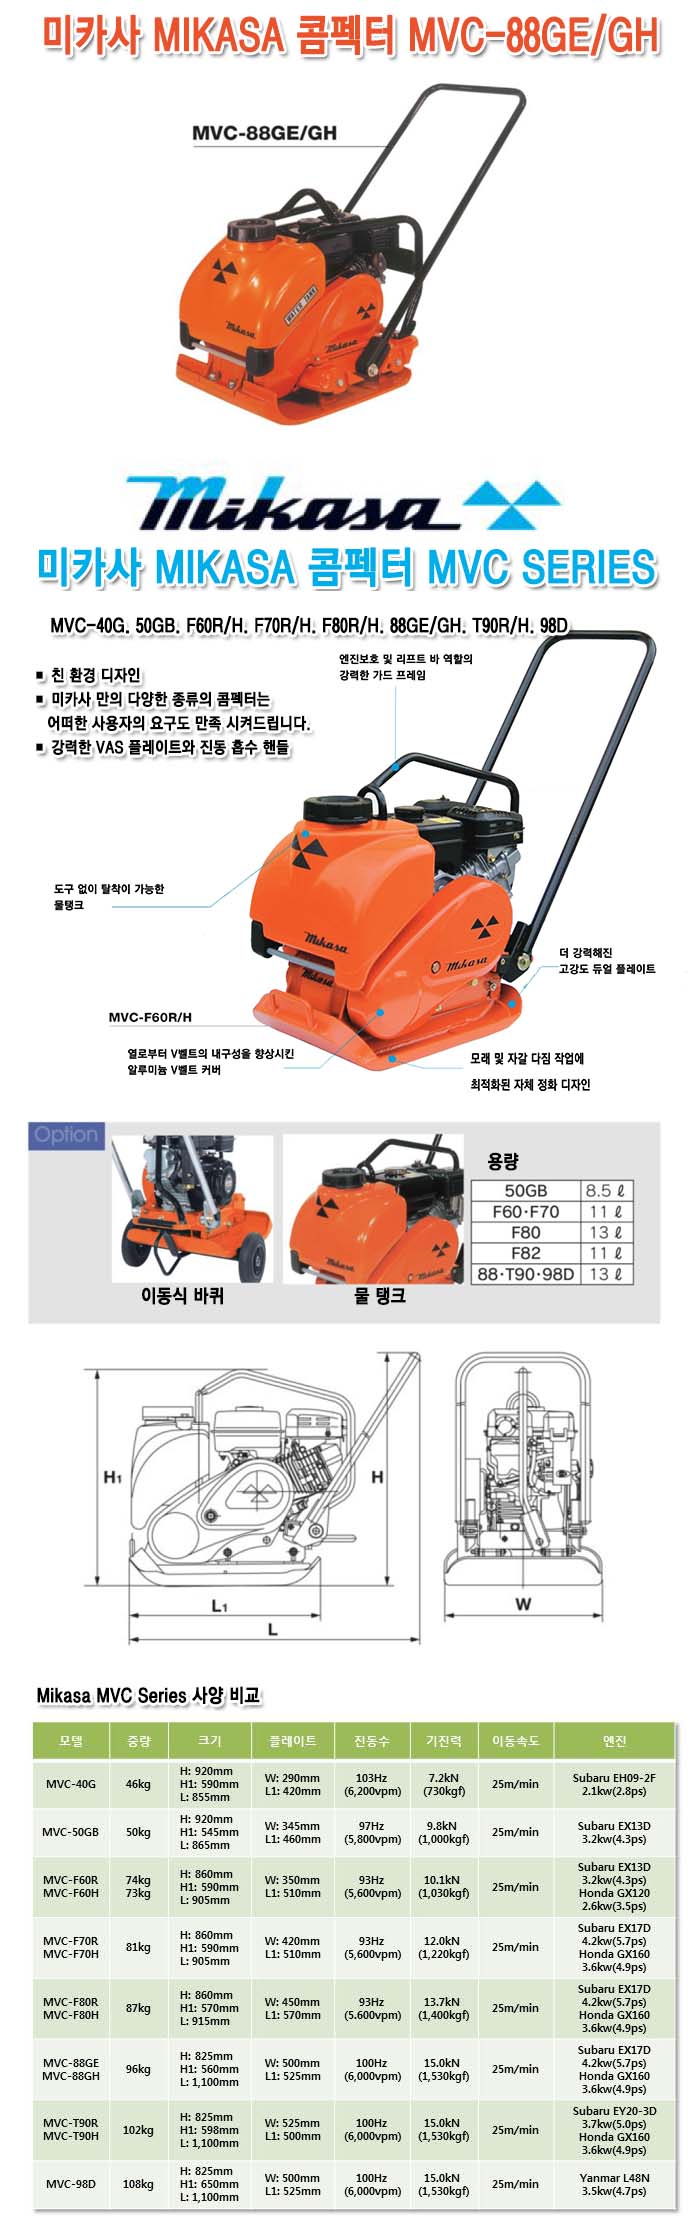 미카사 MIKASA 콤펙터 MVC-88GE/GH
MVC-88GE/GH
WATER TANK
mikasa
mikasa
mikasa
미카사 MIKASA 콤펙터 MVC SERIES
MVC-40G. 50GB. F60R/H. F70R/H. F80R/H. 88GE/GH. T90R/H. 98D
엔진보호 및 리프트 바 역할의
강력한 가드 프레임
■ 친 환경 디자인
■ 미카사 만의 다양한 종류의 콤펙터는
어떠한 사용자의 요구도 만족 시켜드립니다.
■ 강력한 VAS 플레이트와 진동 흡수 핸들
도구 없이 탈착이 가능한
물탱크
mikasa
mikasa
mikasa
더 강력해진
고강도 듀얼 플레이트
MVC-F60R/H
열로부터 V벨트의 내구성을 향상시킨
알루미늄 V벨트 커버
모래 및 자갈 다짐 작업에
최적화된 자체 정화 디자인
Option
용량
50GB 8.5 ℓ
F60·F70 11 ℓ
F80 13 ℓ
F82 11 ℓ
88·T90·98D 13 ℓ
mikasa
이동식 바퀴
물 탱크
H1
H
L1
L
W
Mikasa MVC Series 사양 비교
모델 중량 크기 플레이트 진동수 기진력 이동속도 엔진
MVC-40G 46kg H: 920mm H1: 590mm L: 855mm W: 290mm L1: 420mm 103Hz (6,200vpm) 7.2kN (730kgf) 25m/min Subaru EH09-2F 2.1kw(2.8ps)
MVC-50GB 50kg H: 920mm H1: 545mm L: 865mm W: 345mm L1: 460mm 97Hz (5,800vpm) 9.8kN (1,000kgf) 25m/min Subaru EX13D 3.2kw(4.3ps)
MVC-F60R MVC-F60H 74kg 73kg H: 860mm H1: 590mm L: 905mm W: 350mm L1: 510mm 93Hz (5,600vpm) 10.1kN (1,030kgf) 25m/min Subaru EX13D 3.2kw(4.3ps) Honda GX120 2.6kw(3.5ps)
MVC-F70R MVC-F70H 81kg H: 860mm H1: 590mm L: 905mm W: 420mm L1: 510mm 93Hz (5,600vpm) 12.0kN (1,220kgf) 25m/min Subaru EX17D 4.2kw(5.7ps) Honda GX160 3.6kw(4.9ps)
MVC-F80R MVC-F80H 87kg H: 860mm H1: 570mm L: 915mm W: 450mm L1: 570mm 93Hz (5.600vpm) 13.7kN (1,400kgf) 25m/min Subaru EX17D 4.2kw(5.7ps) Honda GX160 3.6kw(4.9ps)
MVC-88GE MVC-88GH 96kg H: 825mm H1: 560mm L: 1,100mm W: 500mm L1: 525mm 100Hz (6,000vpm) 15.0kN (1,530kgf) 25m/min Subaru EX17D 4.2kw(5.7ps) Honda GX160 3.6kw(4.9ps)
MVC-T90R MVC-T90H 102kg H: 825mm H1: 598mm L: 1,100mm W: 525mm L1: 500mm 100Hz (6,000vpm) 15.0kN (1,530kgf) 25m/min Subaru EY20-3D 3.7kw(5.0ps) Honda GX160 3.6kw(4.9ps)
MVC-98D 108kg H: 825mm H1: 650mm L: 1,100mm W: 500mm L1: 525mm 100Hz (6,000vpm) 15.0kN (1,530kgf) 25m/min Yanmar L48N 3.5kw(4.7ps)